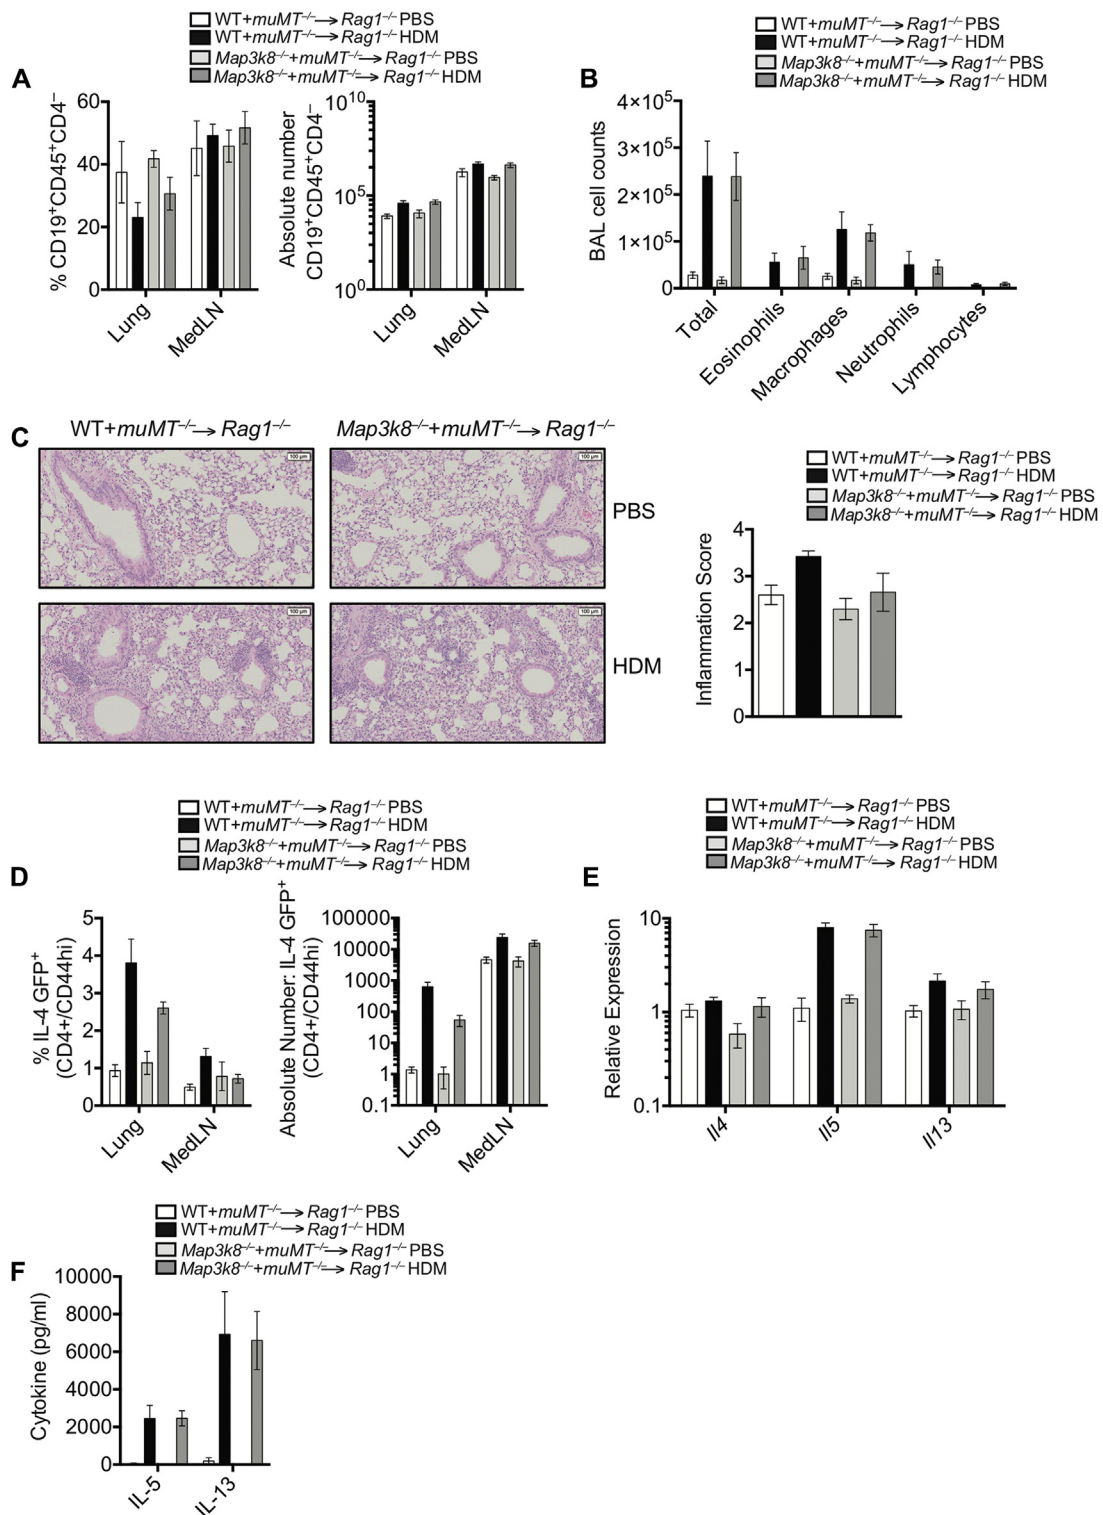 WT+muMT–/–→ Rag1–/– PBS
WT+muMT–/–→ Rag1–/– HDM
Map3k8–/–+muMT–/–→ Rag1–/– PBS
Map3k8–/–+muMT–/–→ Rag1–/– HDM
A
% CD19+CD45+CD4–
60
40
20
0
Lung
MedLN
Absolute number
CD19+CD45+CD4–
10^10
10^5
10^0
Lung
MedLN
WT+muMT–/–→ Rag1–/– PBS
WT+muMT–/–→ Rag1–/– HDM
Map3k8–/–+muMT–/–→ Rag1–/– PBS
Map3k8–/–+muMT–/–→ Rag1–/– HDM
B
BAL cell counts
4×10^5
3×10^5
2×10^5
1×10^5
0
Total
Eosinophils
Macrophages
Neutrophils
Lymphocytes
C
WT+muMT–/–→ Rag1–/–
Map3k8–/–+muMT–/–→ Rag1–/–
100 µm
100 µm
PBS
100 µm
100 µm
HDM
WT+muMT–/–→ Rag1–/– PBS
WT+muMT–/–→ Rag1–/– HDM
Map3k8–/–+muMT–/–→ Rag1–/– PBS
Map3k8–/–+muMT–/–→ Rag1–/– HDM
Inflammation Score
4
3
2
1
0
WT+muMT–/–→ Rag1–/– PBS
WT+muMT–/–→ Rag1–/– HDM
Map3k8–/–+muMT–/–→ Rag1–/– PBS
Map3k8–/–+muMT–/–→ Rag1–/– HDM
D
% IL-4 GFP+
(CD4+/CD44hi)
5
4
3
2
1
0
Lung
MedLN
Absolute Number: IL-4 GFP+
(CD4+/CD44hi)
100000
10000
1000
100
10
1
0.1
Lung
MedLN
WT+muMT–/–→ Rag1–/– PBS
WT+muMT–/–→ Rag1–/– HDM
Map3k8–/–+muMT–/–→ Rag1–/– PBS
Map3k8–/–+muMT–/–→ Rag1–/– HDM
E
Relative Expression
10
1
0.1
Il4
Il5
Il13
WT+muMT–/–→ Rag1–/– PBS
WT+muMT–/–→ Rag1–/– HDM
Map3k8–/–+muMT–/–→ Rag1–/– PBS
Map3k8–/–+muMT–/–→ Rag1–/– HDM
F
Cytokine (pg/ml)
10000
8000
6000
4000
2000
0
IL-5
IL-13